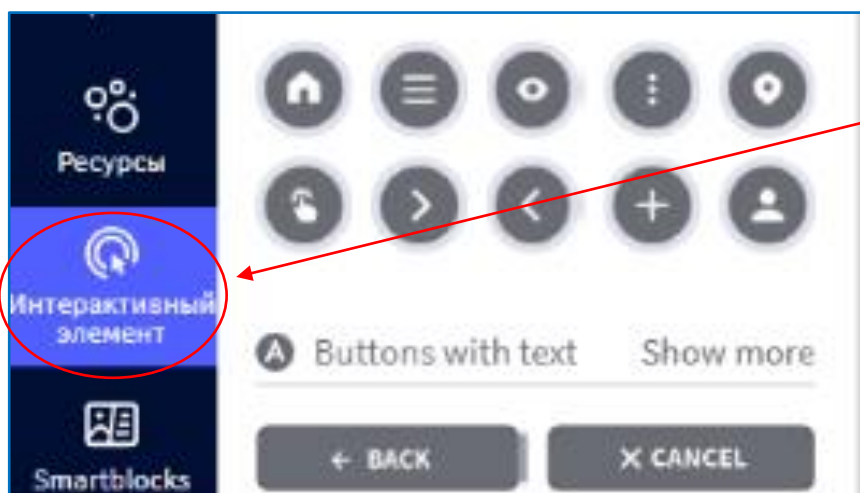 Ресурсы
Интерактивный
элемент
Smartblocks
A Buttons with text Show more
← BACK
× CANCEL